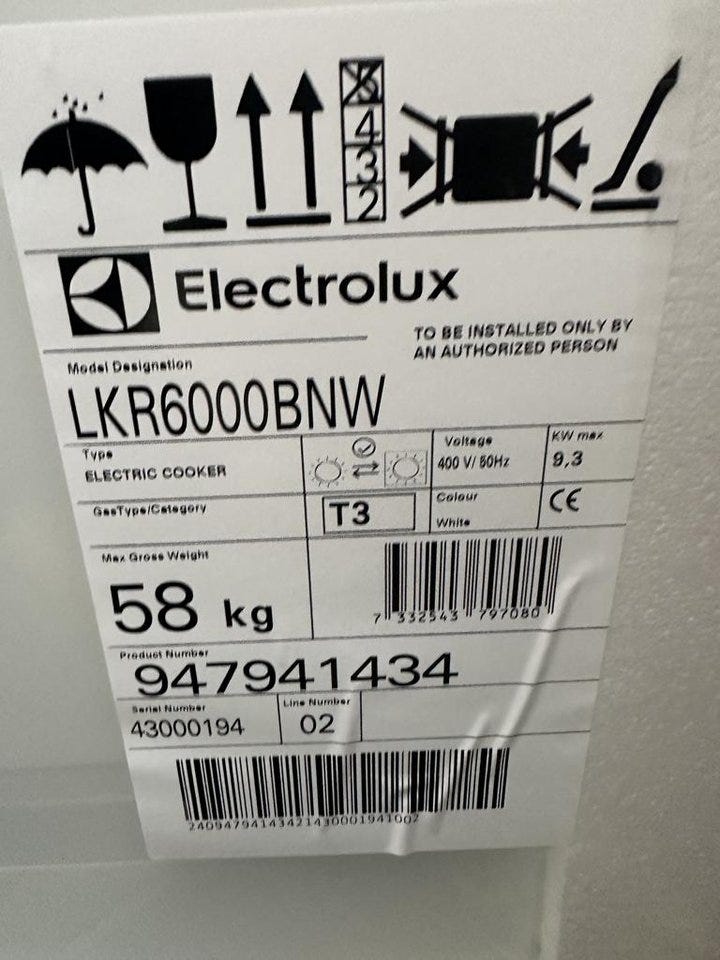 5
4
3
2
Electrolux
TO BE INSTALLED ONLY BY
AN AUTHORIZED PERSON
Model Designation
LKR6000BNW
Type
ELECTRIC COOKER
Voltage
400 V/ 50Hz
KW max
9,3
GasType/Category
T3
Colour
White
CE
Max Gross Weight
58 kg
7 332543 797080
Product Number
947941434
Serial Number
43000194
Line Number
02
24094794143421430001941002